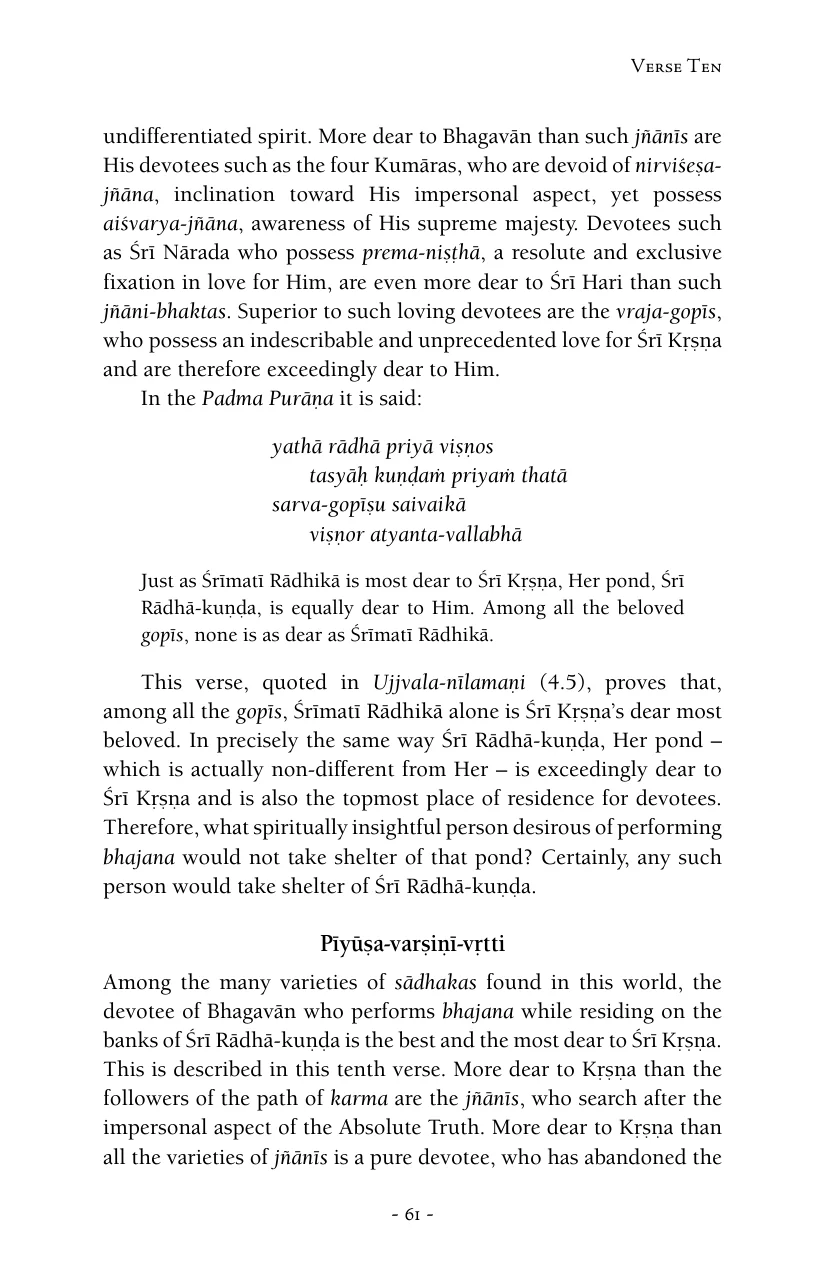 Verse Ten
undifferentiated spirit. More dear to Bhagavān than such jñānīs are
His devotees such as the four Kumāras, who are devoid of nirviśeṣa-
jñāna, inclination toward His impersonal aspect, yet possess
aiśvarya-jñāna, awareness of His supreme majesty. Devotees such
as Śrī Nārada who possess prema-niṣṭhā, a resolute and exclusive
fixation in love for Him, are even more dear to Śrī Hari than such
jñāni-bhaktas. Superior to such loving devotees are the vraja-gopīs,
who possess an indescribable and unprecedented love for Śrī Kṛṣṇa
and are therefore exceedingly dear to Him.
In the Padma Purāṇa it is said:
yathā rādhā priyā viṣṇos
tasyāḥ kuṇḍaṁ priyaṁ thatā
sarva-gopīṣu saivaikā
viṣṇor atyanta-vallabhā
Just as Śrīmatī Rādhikā is most dear to Śrī Kṛṣṇa, Her pond, Śrī
Rādhā-kuṇḍa, is equally dear to Him. Among all the beloved
gopīs, none is as dear as Śrīmatī Rādhikā.
This verse, quoted in Ujjvala-nīlamaṇi (4.5), proves that,
among all the gopīs, Śrīmatī Rādhikā alone is Śrī Kṛṣṇa's dear most
beloved. In precisely the same way Śrī Rādhā-kuṇḍa, Her pond –
which is actually non-different from Her – is exceedingly dear to
Śrī Kṛṣṇa and is also the topmost place of residence for devotees.
Therefore, what spiritually insightful person desirous of performing
bhajana would not take shelter of that pond? Certainly, any such
person would take shelter of Śrī Rādhā-kuṇḍa.
Pīyūṣa-varṣiṇī-vṛtti
Among the many varieties of sādhakas found in this world, the
devotee of Bhagavān who performs bhajana while residing on the
banks of Śrī Rādhā-kuṇḍa is the best and the most dear to Śrī Kṛṣṇa.
This is described in this tenth verse. More dear to Kṛṣṇa than the
followers of the path of karma are the jñānīs, who search after the
impersonal aspect of the Absolute Truth. More dear to Kṛṣṇa than
all the varieties of jñānīs is a pure devotee, who has abandoned the
- 61 -